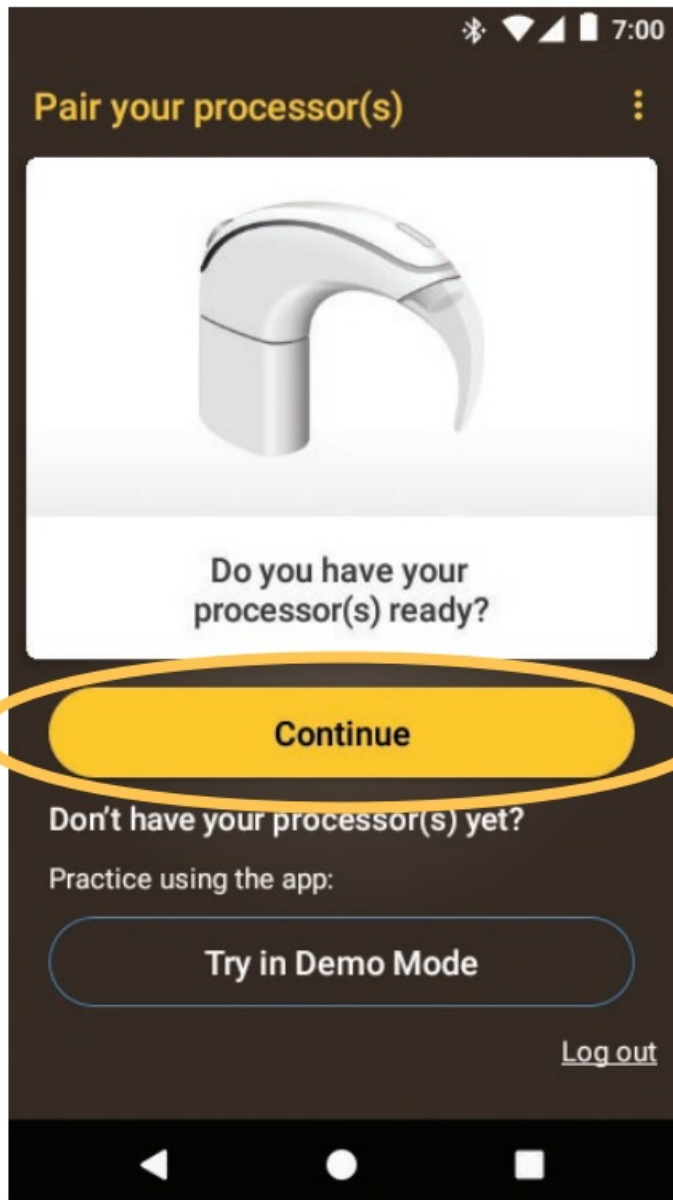 7:00
Pair your processor(s)
Do you have your
processor(s) ready?
Continue
Don't have your processor(s) yet?
Practice using the app:
Try in Demo Mode
Log out